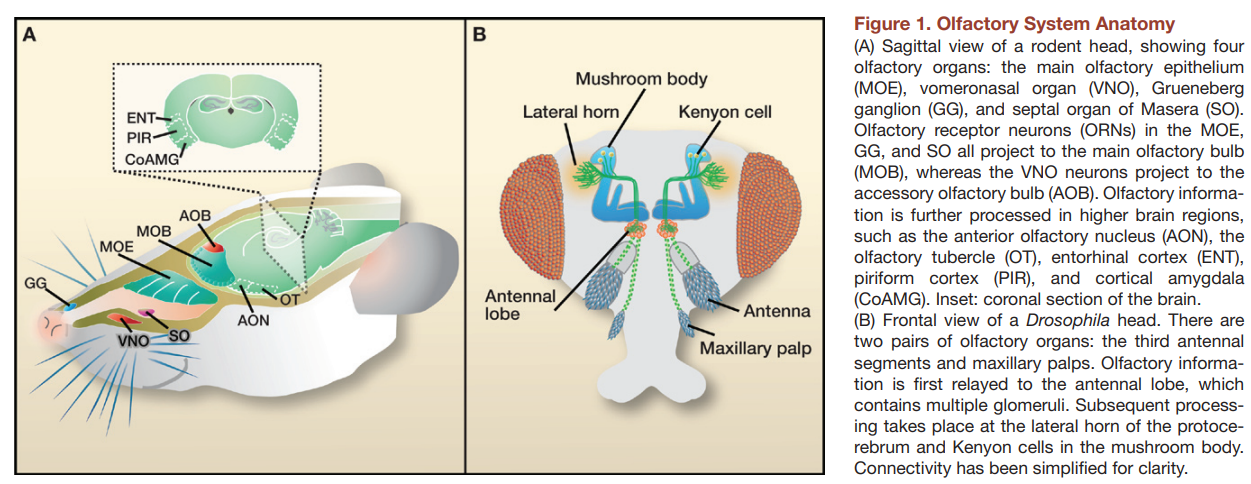 A
ENT
PIR
CoAMG
AOB
MOB
MOE
GG
OT
AON
SO
VNO
B
Mushroom body
Lateral horn
Kenyon cell
Antennal
lobe
Antenna
Maxillary palp
Figure 1. Olfactory System Anatomy
(A) Sagittal view of a rodent head, showing four
olfactory organs: the main olfactory epithelium
(MOE), vomeronasal organ (VNO), Grueneberg
ganglion (GG), and septal organ of Masera (SO).
Olfactory receptor neurons (ORNs) in the MOE,
GG, and SO all project to the main olfactory bulb
(MOB), whereas the VNO neurons project to the
accessory olfactory bulb (AOB). Olfactory informa-
tion is further processed in higher brain regions,
such as the anterior olfactory nucleus (AON), the
olfactory tubercle (OT), entorhinal cortex (ENT),
piriform cortex (PIR), and cortical amygdala
(CoAMG). Inset: coronal section of the brain.
(B) Frontal view of a Drosophila head. There are
two pairs of olfactory organs: the third antennal
segments and maxillary palps. Olfactory informa-
tion is first relayed to the antennal lobe, which
contains multiple glomeruli. Subsequent process-
ing takes place at the lateral horn of the protoce-
rebrum and Kenyon cells in the mushroom body.
Connectivity has been simplified for clarity.